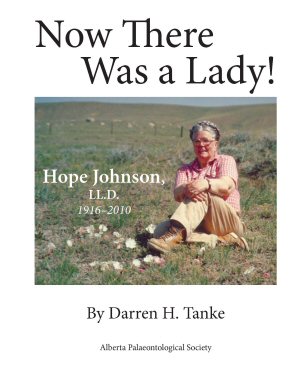 Now There
Was a Lady!
Hope Johnson,
LL.D.
1916–2010
By Darren H. Tanke
Alberta Palaeontological Society